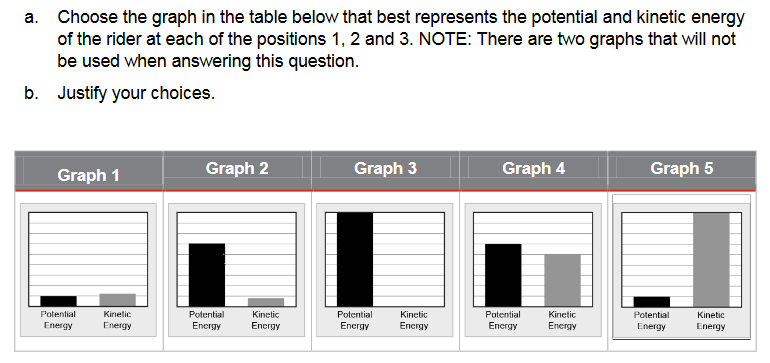 a. Choose the graph in the table below that best represents the potential and kinetic energy
of the rider at each of the positions 1, 2 and 3. NOTE: There are two graphs that will not
be used when answering this question.
b. Justify your choices.
Graph 1 Graph 2 Graph 3 Graph 4 Graph 5
Potential Kinetic Potential Kinetic Potential Kinetic Potential Kinetic Potential Kinetic
Energy Energy Energy Energy Energy Energy Energy Energy Energy Energy